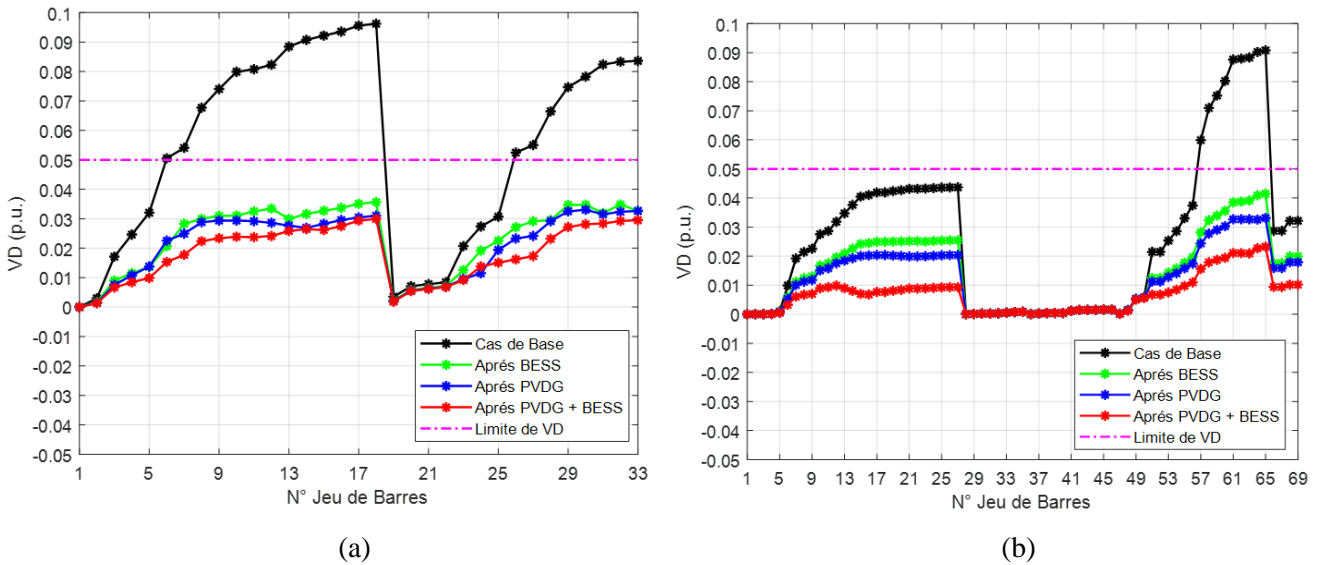 0.1
0.09
0.08
0.07
0.06
0.05
0.04
0.03
0.02
0.01
0
-0.01
-0.02
-0.03
-0.04
-0.05
VD (p.u.)
1 5 9 13 17 21 25 29 33
N° Jeu de Barres
Cas de Base
Aprés BESS
Aprés PVDG
Aprés PVDG + BESS
Limite de VD
(a)
0.1
0.09
0.08
0.07
0.06
0.05
0.04
0.03
0.02
0.01
0
-0.01
-0.02
-0.03
-0.04
-0.05
VD (p.u.)
1 5 9 13 17 21 25 29 33 37 41 45 49 53 57 61 65 69
N° Jeu de Barres
Cas de Base
Aprés BESS
Aprés PVDG
Aprés PVDG + BESS
Limite de VD
(b)